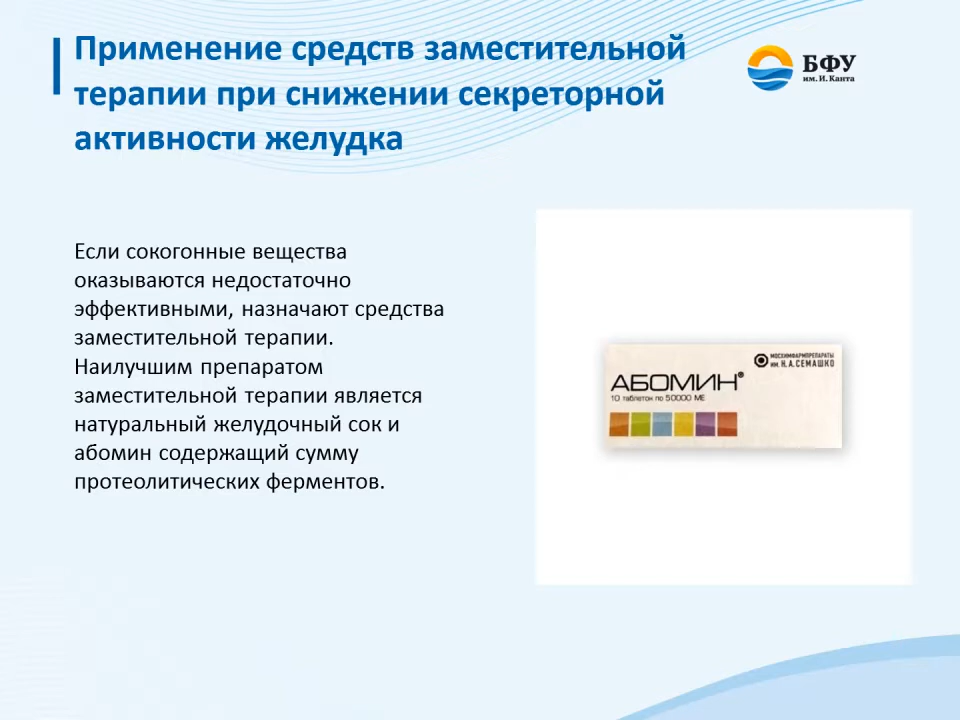 Применение средств заместительной
терапии при снижении секреторной
активности желудка
БФУ
им. И. Канта
Если сокогонные вещества
оказываются недостаточно
эффективными, назначают средства
заместительной терапии.
Наилучшим препаратом
заместительной терапии является
натуральный желудочный сок и
абомин содержащий сумму
протеолитических ферментов.
МОСХИМФАРМПРЕПАРАТЫ
ИМ. Н.А.СЕМАШКО
АБОМИН®
10 таблеток по 50000 МЕ